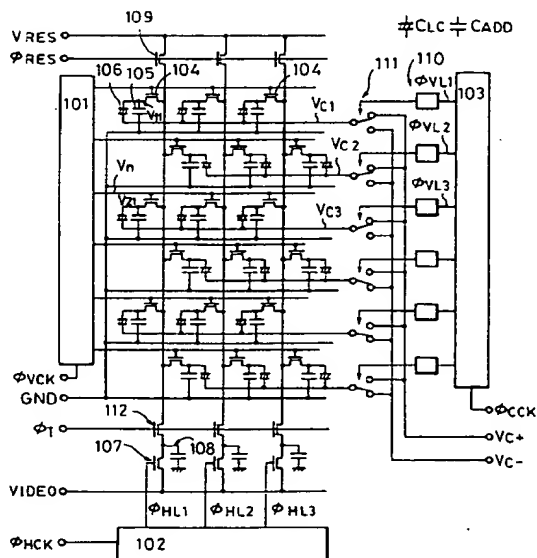 109
VRES
ΦRES
106
105
104
104
101
V11
VC1
VC2
Vn
VC3
ΦVCK
GND
112
ΦT
107
108
VIDEO
ΦHL1
ΦHL2
ΦHL3
ΦHCK
102
CLC
CADD
111
110
ΦVL1
103
ΦVL2
ΦVL3
ΦCCK
VC+
VC-